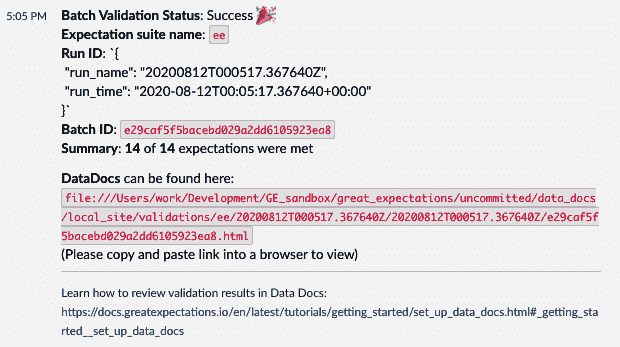 5:05 PM
Batch Validation Status: Success 🎉
Expectation suite name: ee
Run ID: `{
"run_name": "20200812T000517.367640Z",
"run_time": "2020-08-12T00:05:17.367640+00:00"
}`
Batch ID: e29caf5f5bacebd029a2dd6105923ea8
Summary: 14 of 14 expectations were met
DataDocs can be found here:
file:///Users/work/Development/GE_sandbox/great_expectations/uncommitted/data_docs
/local_site/validations/ee/20200812T000517.367640Z/20200812T000517.367640Z/e29caf5f
5bacebd029a2dd6105923ea8.html
(Please copy and paste link into a browser to view)
Learn how to review validation results in Data Docs:
https://docs.greatexpectations.io/en/latest/tutorials/getting_started/set_up_data_docs.html#_getting_sta
rted__set_up_data_docs